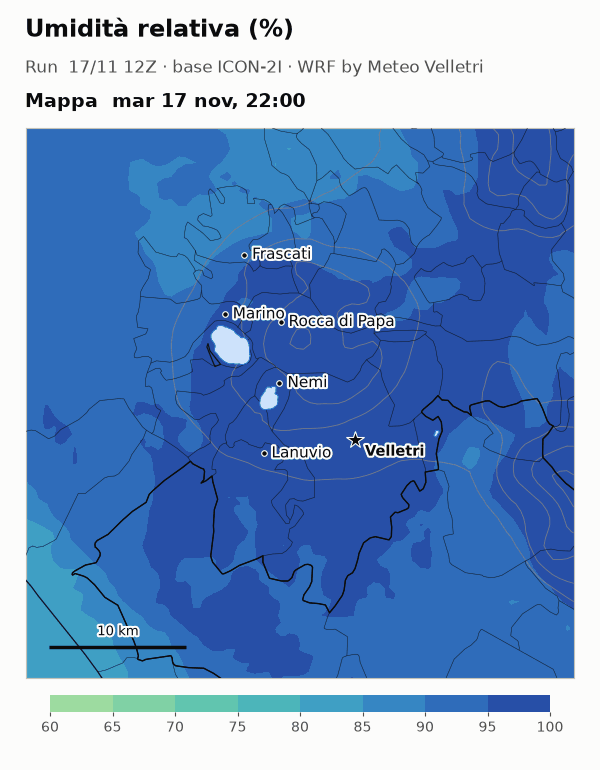 Umidità relativa (%)
Run  17/11 12Z · base ICON-2I · WRF by Meteo Velletri
Mappa  mar 17 nov, 22:00
Frascati
Marino
Rocca di Papa
Nemi
Velletri
Lanuvio
10 km
60 65 70 75 80 85 90 95 100